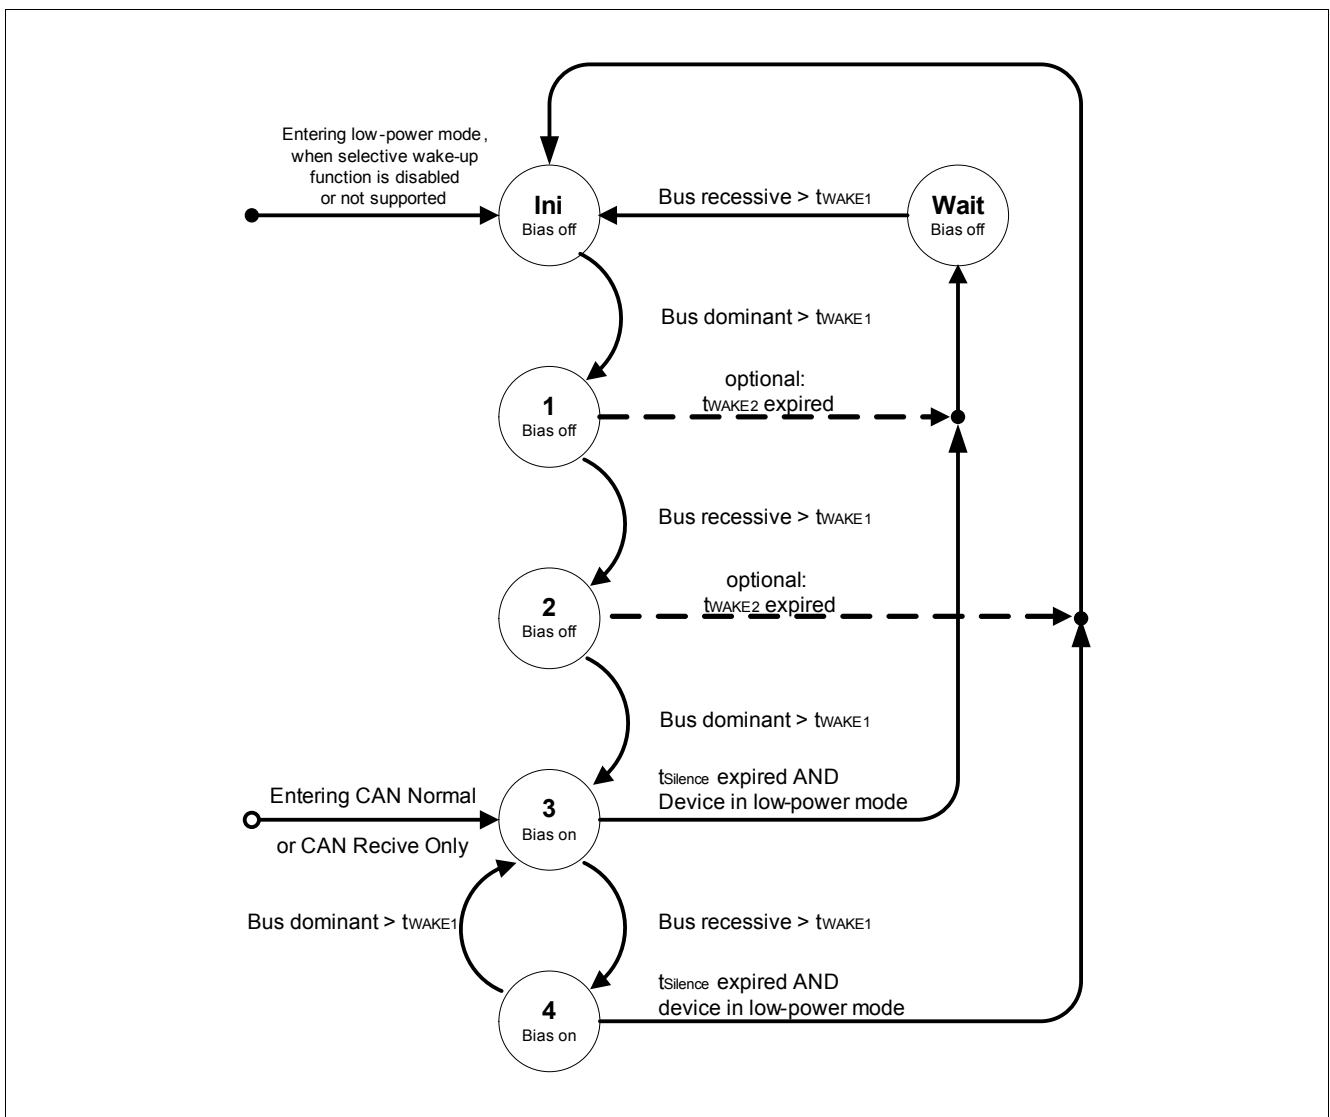 Entering low-power mode,
when selective wake-up
function is disabled
or not supported
Ini
Bias off
Bus recessive > tWAKE1
Wait
Bias off
Bus dominant > tWAKE1
optional:
tWAKE2 expired
1
Bias off
Bus recessive > tWAKE1
optional:
tWAKE2 expired
2
Bias off
Bus dominant > tWAKE1
tSilence expired AND
Device in low-power mode
Entering CAN Normal
or CAN Recive Only
3
Bias on
Bus dominant > tWAKE1
Bus recessive > tWAKE1
tSilence expired AND
device in low-power mode
4
Bias on